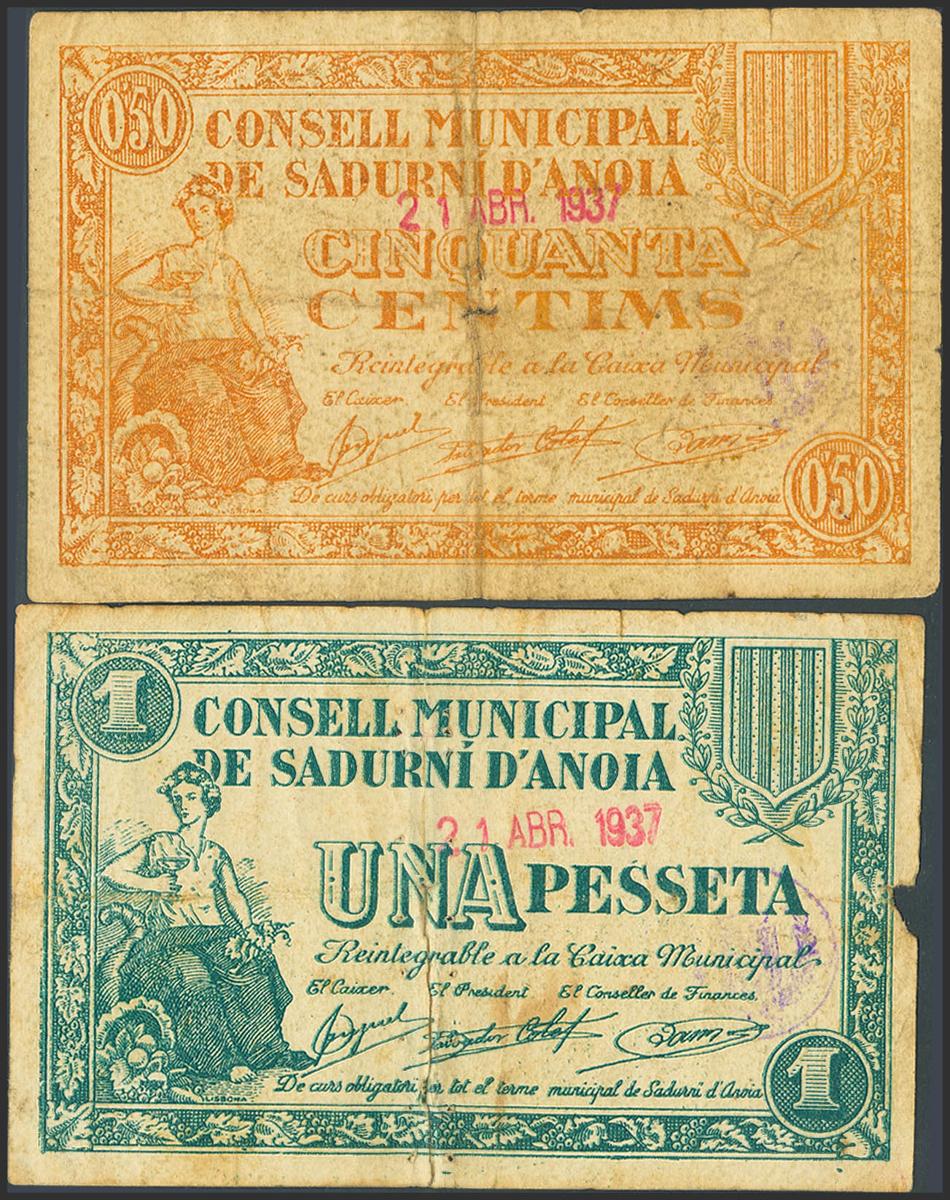 0'50
CONSELL MUNICIPAL
DE SADURNÍ D'ANOIA
21 ABR. 1937
CINQUANTA
CENTIMS
Reintegrable a la Caixa Municipal
El Caixer. El President El Conseller de Finances
De curs obligatori per tot el terme municipal de Sadurní d'Anoia
LISBONA
0'50
1
CONSELL MUNICIPAL
DE SADURNÍ D'ANOIA
21 ABR. 1937
UNA PESSETA
Reintegrable a la Caixa Municipal
El Caixer. El President El Conseller de Finances.
De curs obligatori per tot el terme municipal de Sadurní d'Anoia
LISBONA
1